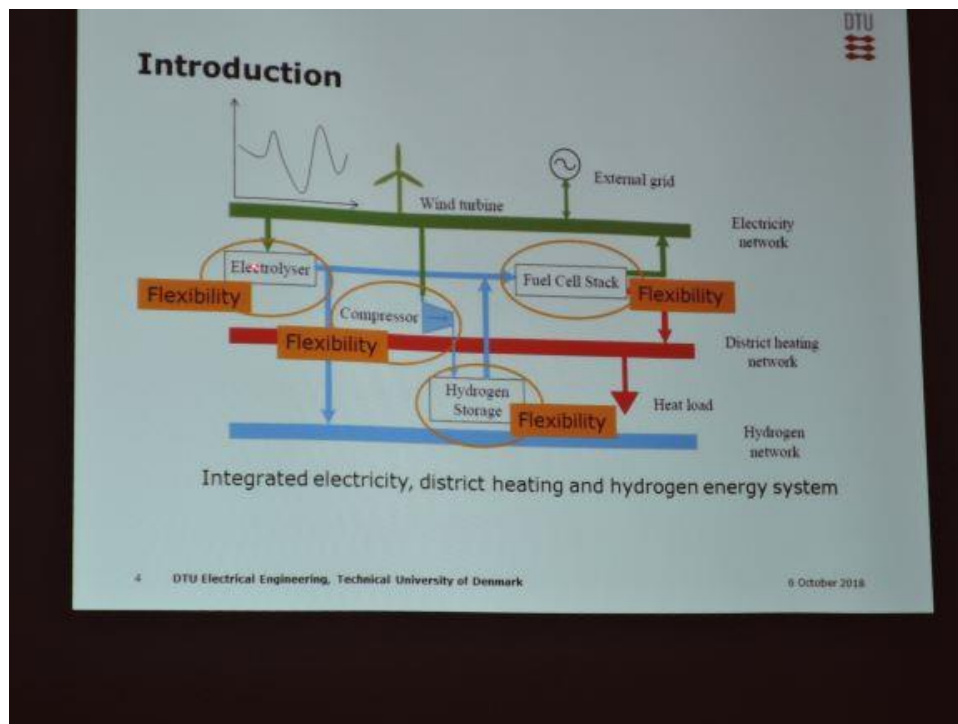 DTU
Introduction
External grid
Wind turbine
Electricity
network
Electrolyser
Fuel Cell Stack
Flexibility
Flexibility
Compressor
Flexibility
District heating
network
Hydrogen
Storage
Heat load
Flexibility
Hydrogen
network
Integrated electricity, district heating and hydrogen energy system
4 DTU Electrical Engineering, Technical University of Denmark
6 October 2018